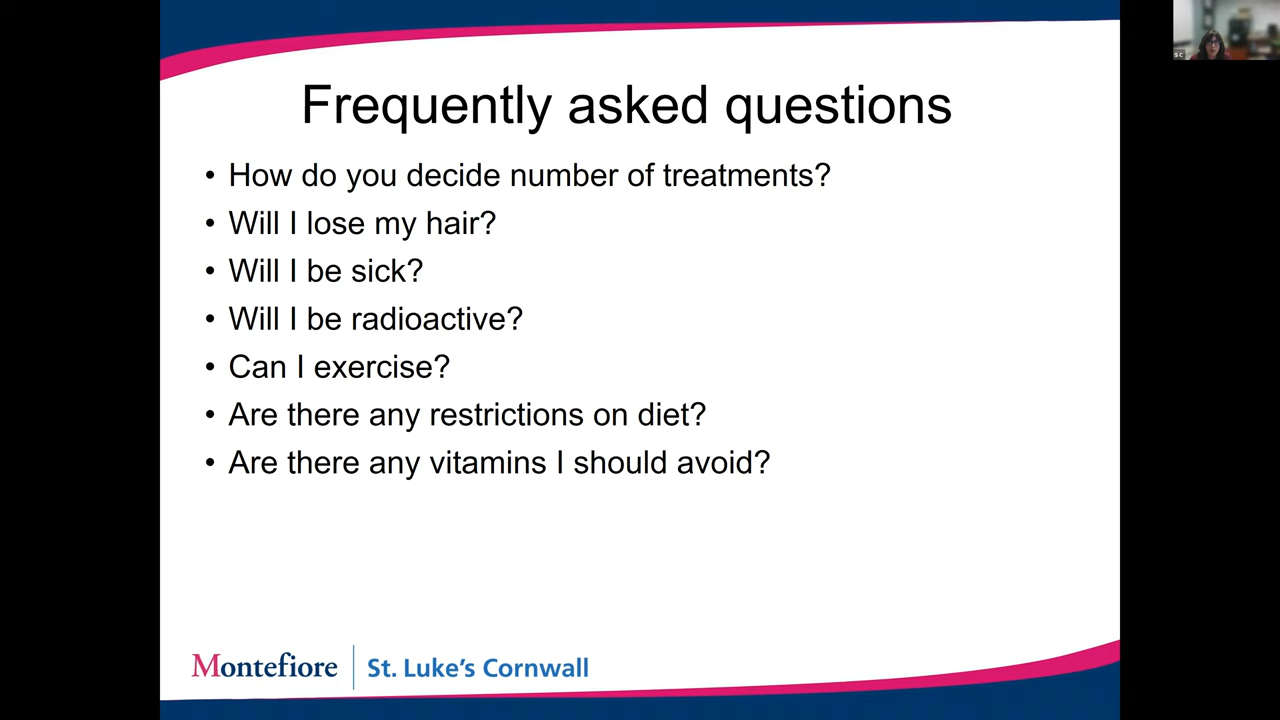 Frequently asked questions
• How do you decide number of treatments?
• Will I lose my hair?
• Will I be sick?
• Will I be radioactive?
• Can I exercise?
• Are there any restrictions on diet?
• Are there any vitamins I should avoid?
Montefiore | St. Luke's Cornwall